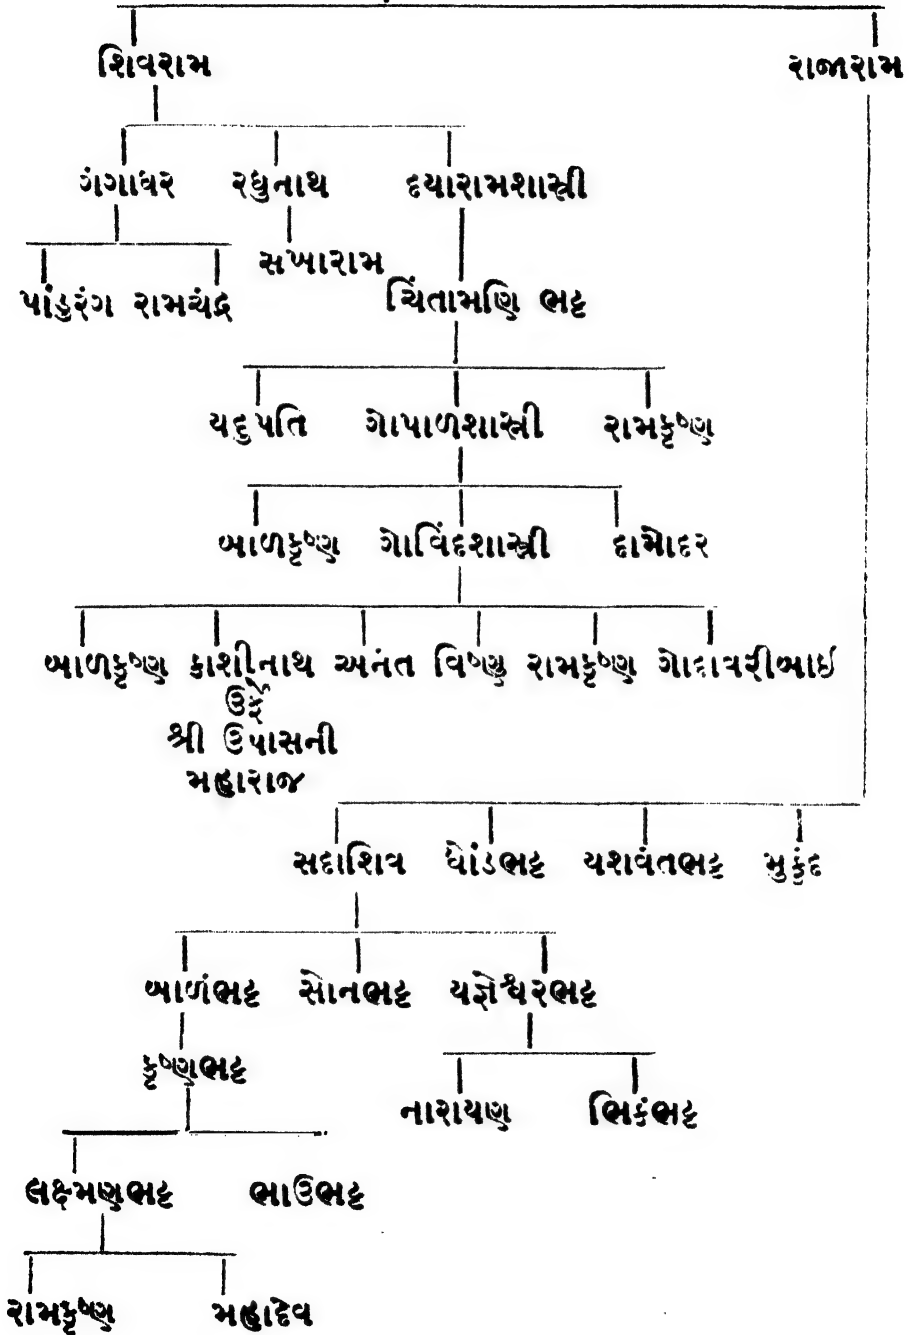 શિવરામ રાજારામ
ગંગાધર રઘુનાથ દયારામશાસ્ત્રી
સખારામ
પાંડુરંગ રામચંદ્ર ચિંતામણિ ભટ્ટ
યદુપતિ ગોપાળશાસ્ત્રી રામકૃષ્ણ
બાળકૃષ્ણ ગોવિંદશાસ્ત્રી દામોદર
બાળકૃષ્ણ કાશીનાથ અનંત વિષ્ણુ રામકૃષ્ણ ગોદાવરીબાઈ
ઉર્ફે
શ્રી ઉપાસની
મહારાજ
સદાશિવ ધોંડભટ્ટ યશવંતભટ્ટ મુકુંદ
બાળંભટ્ટ સોનભટ્ટ યજ્ઞેશ્વરભટ્ટ
કૃષ્ણભટ્ટ
નારાયણ ભિકંભટ્ટ
લક્ષ્મણભટ્ટ ભાઉભટ્ટ
રામકૃષ્ણ મહાદેવ